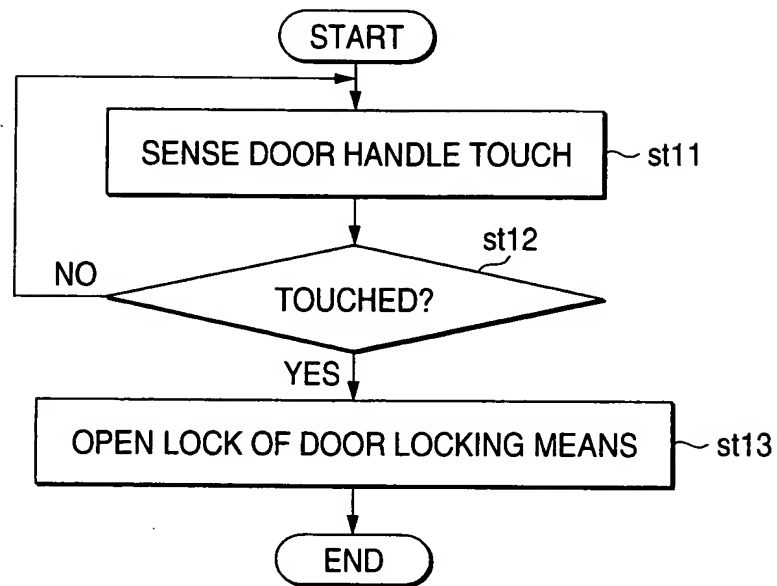 START
SENSE DOOR HANDLE TOUCH
st11
st12
NO
TOUCHED?
YES
OPEN LOCK OF DOOR LOCKING MEANS
st13
END